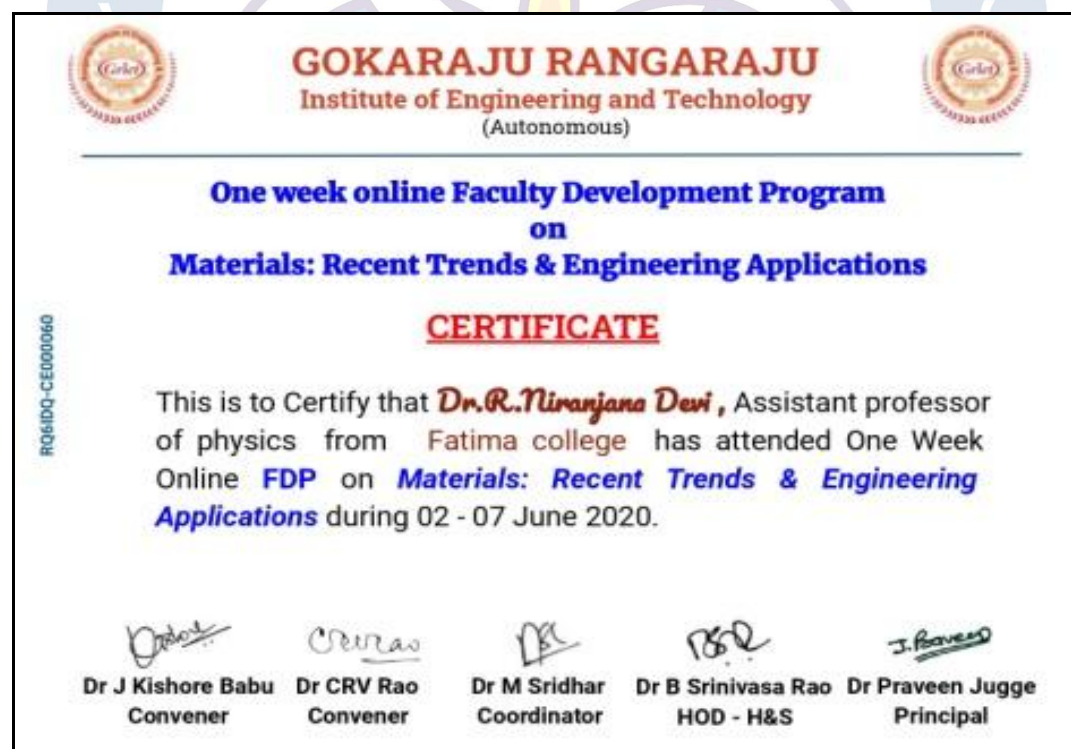 GOKARAJU RANGARAJU
Institute of Engineering and Technology
(Autonomous)
Griet
Griet
One week online Faculty Development Program
on
Materials: Recent Trends & Engineering Applications
CERTIFICATE
RQ6IDQ-CE000060
This is to Certify that Dr.R.Niranjana Devi , Assistant professor
of physics from Fatima college has attended One Week
Online FDP on Materials: Recent Trends & Engineering
Applications during 02 - 07 June 2020.
Dr J Kishore Babu Dr CRV Rao Dr M Sridhar Dr B Srinivasa Rao Dr Praveen Jugge
Convener Convener Coordinator HOD - H&S Principal